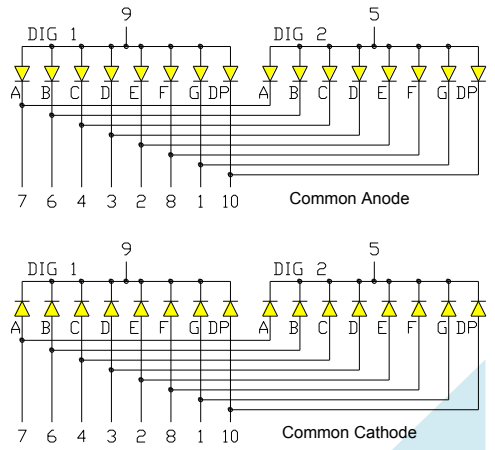 9 5
DIG 1 DIG 2
A B C D E F G DP A B C D E F G DP
7 6 4 3 2 8 1 10 Common Anode
9 5
DIG 1 DIG 2
A B C D E F G DP A B C D E F G DP
7 6 4 3 2 8 1 10 Common Cathode